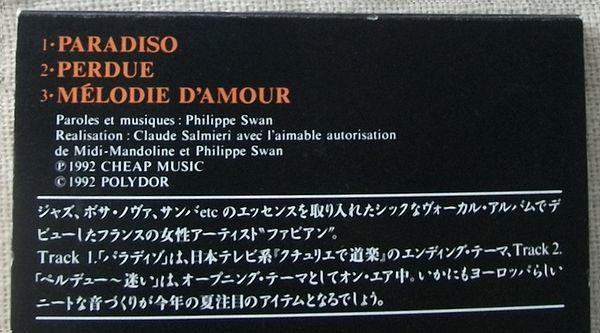 1・PARADISO
2・PERDUE
3・MÉLODIE D'AMOUR
Paroles et musiques : Philippe Swan
Realisation : Claude Salmieri avec l'aimable autorisation
de Midi-Mandoline et Philippe Swan
Ⓟ1992 CHEAP MUSIC
©1992 POLYDOR
ジャズ、ボサ・ノヴァ、サンバetc のエッセンスを取り入れたシックなヴォーカル・アルバムでデ
ビューしたフランスの女性アーティスト"ファビアン"。
Track 1.「パラディゾ」は、日本テレビ系『クチュリエで道楽』のエンディング・テーマ、Track 2.
「ペルデュー～迷い」は、オープニング・テーマとしてオン・エア中。いかにもヨーロッパらしい
ニートな音づくりが今年の夏注目のアイテムとなるでしょう。